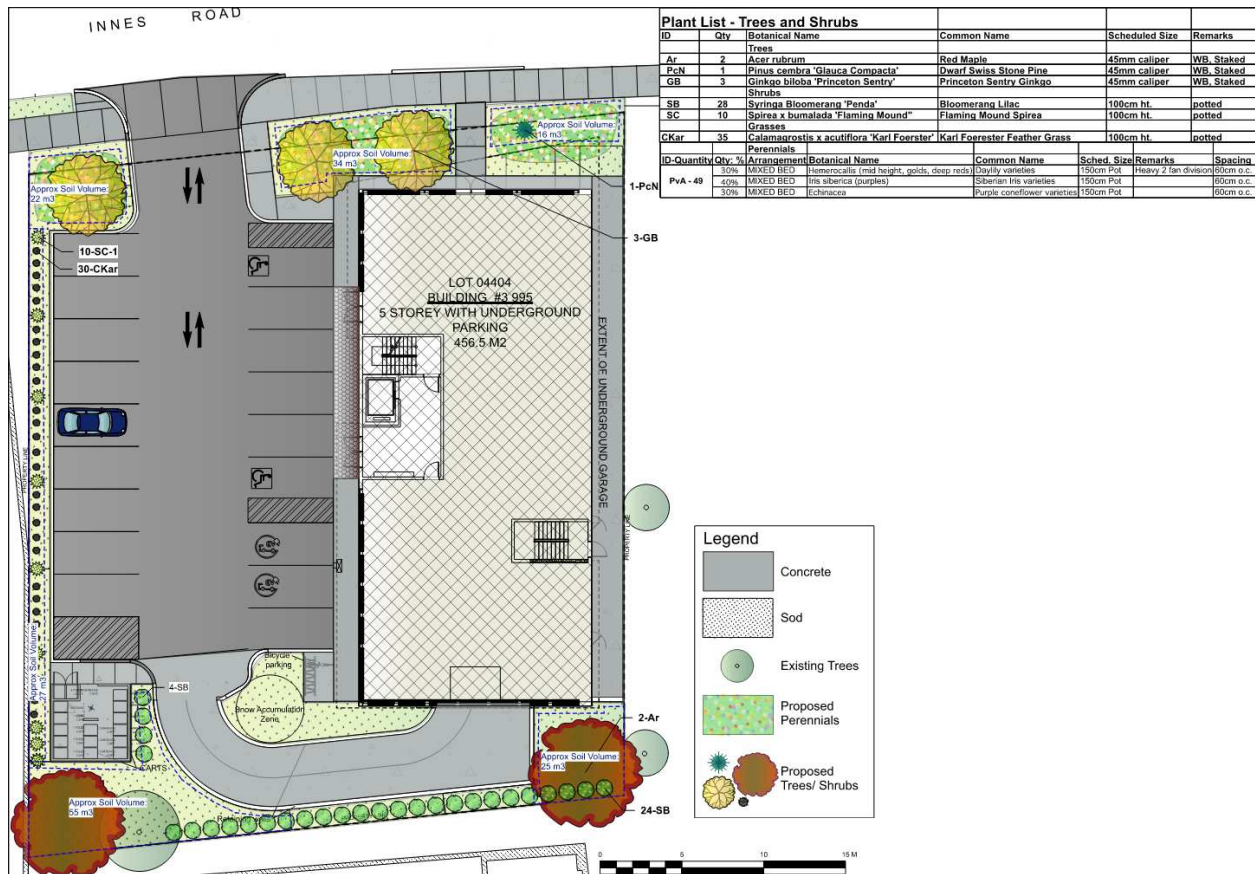 INNES ROAD
Plant List - Trees and Shrubs
ID Qty Botanical Name Common Name Scheduled Size Remarks
Trees
Ar 2 Acer rubrum Red Maple 45mm caliper WB, Staked
PcN 1 Pinus cembra 'Glauca Compacta' Dwarf Swiss Stone Pine 45mm caliper WB, Staked
GB 3 Ginkgo biloba 'Princeton Sentry' Princeton Sentry Ginkgo 45mm caliper WB, Staked
Shrubs
SB 28 Syringa Bloomerang 'Penda' Bloomerang Lilac 100cm ht. potted
SC 10 Spirea x bumalada 'Flaming Mound" Flaming Mound Spirea 100cm ht. potted
Grasses
CKar 35 Calamagrostis x acutiflora 'Karl Foerster' Karl Foerester Feather Grass 100cm ht. potted
Perennials
ID-Quantity Qty: % Arrangement Botanical Name Common Name Sched. Size Remarks Spacing
PvA - 49
30% MIXED BED Hemerocallis (mid height, golds, deep reds) Daylily varieties 150cm Pot Heavy 2 fan division 60cm o.c.
40% MIXED BED Iris siberica (purples) Siberian Iris varieties 150cm Pot 60cm o.c.
30% MIXED BED Echinacea Purple coneflower varieties 150cm Pot 60cm o.c.
Approx Soil Volume:
16 m3
Approx Soil Volume:
34 m3
Approx Soil Volume:
22 m3
1-PcN
3-GB
10-SC-1
30-CKar
LOT 04404
BUILDING #3 995
5 STOREY WITH UNDERGROUND
PARKING
456.5 M2
EXTENT OF UNDERGROUND GARAGE
PROPERTY LINE
PROPERTY LINE
Legend
Concrete
Sod
Existing Trees
Proposed
Perennials
Proposed
Trees/ Shrubs
Approx Soil Volume:
27 m3
Bicycle
parking
4-SB
Snow Accumulation
Zone
CARTS
2-Ar
Approx Soil Volume:
25 m3
Approx Soil Volume:
55 m3
24-SB
0 5 10 15 M